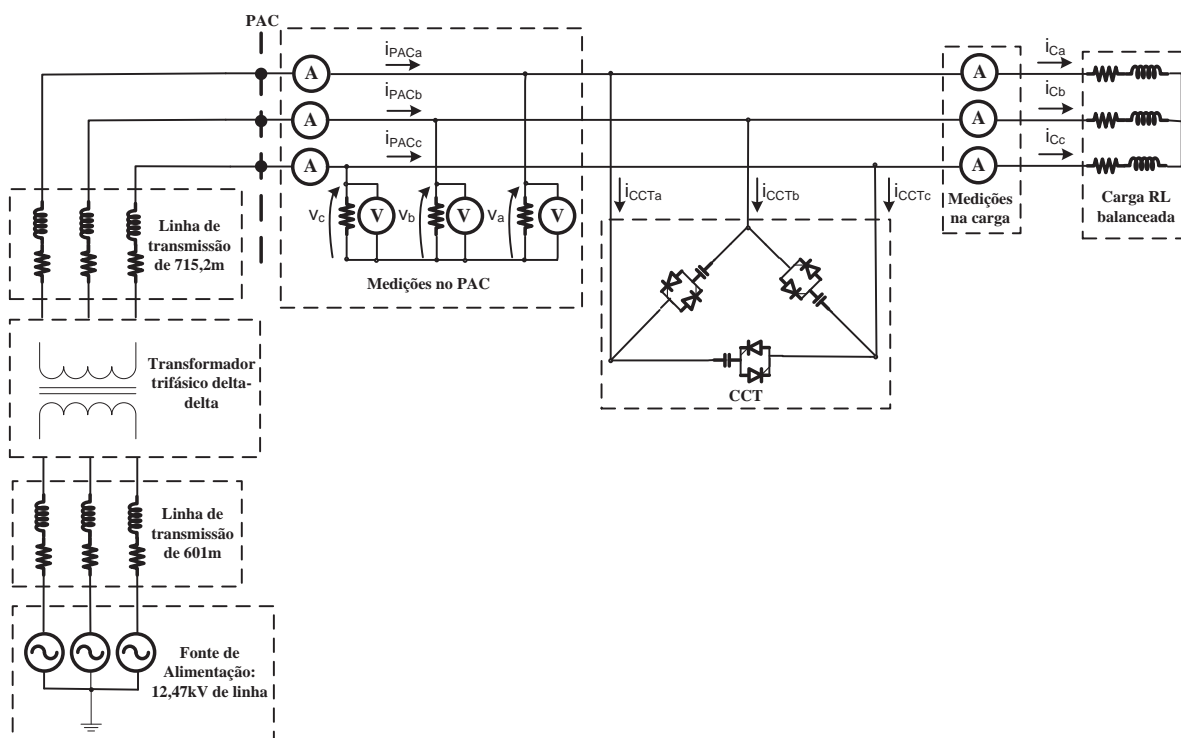 PAC
iPACa
iPACb
iPACc
A
A
A
vc
V
vb
V
va
V
Medições no PAC
iCCTa
iCCTb
iCCTc
CCT
A
A
A
Medições
na carga
iCa
iCb
iCc
Carga RL
balanceada
Linha de
transmissão
de 715,2m
Transformador
trifásico delta-
delta
Linha de
transmissão
de 601m
Fonte de
Alimentação:
12,47kV de linha